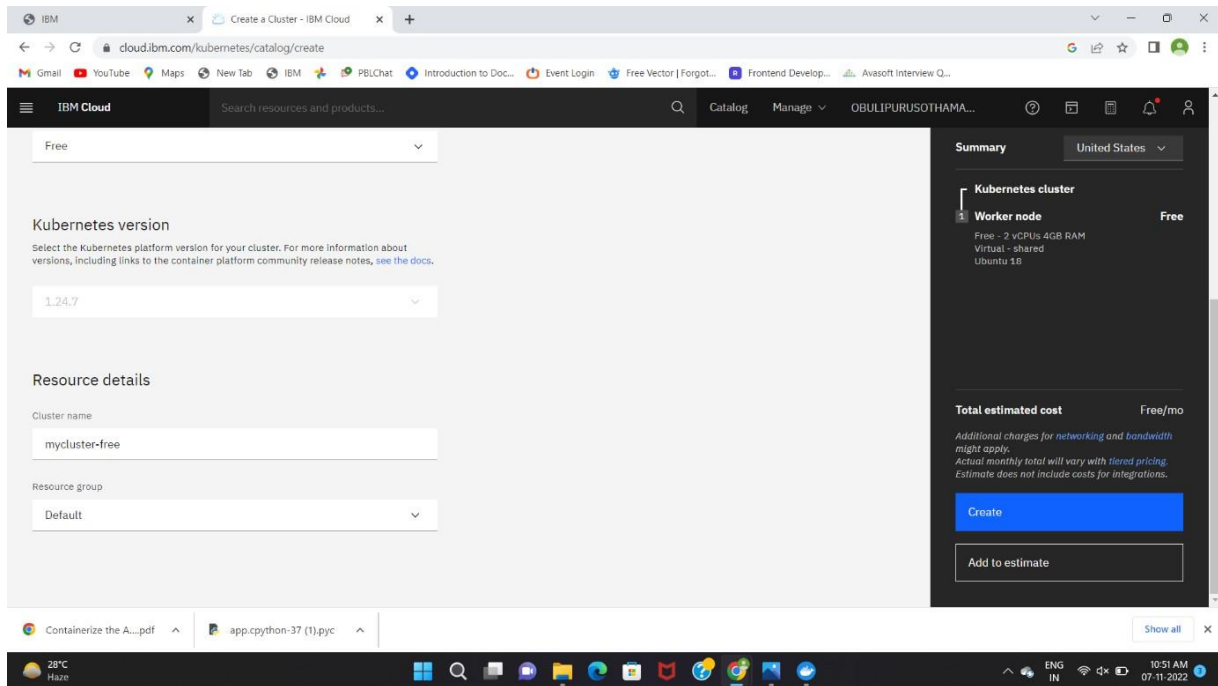 IBM
Create a Cluster - IBM Cloud
cloud.ibm.com/kubernetes/catalog/create
Gmail YouTube Maps New Tab IBM PBLChat Introduction to Doc... Event Login Free Vector | Forgot... Frontend Develop... Avasoft Interview Q...
IBM Cloud Search resources and products... Catalog Manage OBULIPURUSOTHAMA...
Free
Kubernetes version
Select the Kubernetes platform version for your cluster. For more information about
versions, including links to the container platform community release notes, see the docs.
1.24.7
Resource details
Cluster name
mycluster-free
Resource group
Default
Summary United States
Kubernetes cluster
1 Worker node Free
Free - 2 vCPUs 4GB RAM
Virtual - shared
Ubuntu 18
Total estimated cost Free/mo
Additional charges for networking and bandwidth
might apply.
Actual monthly total will vary with tiered pricing.
Estimate does not include costs for integrations.
Create
Add to estimate
Containerize the A....pdf app.cpython-37 (1).pyc Show all
28°C
Haze
ENG
IN
10:51 AM
07-11-2022
3